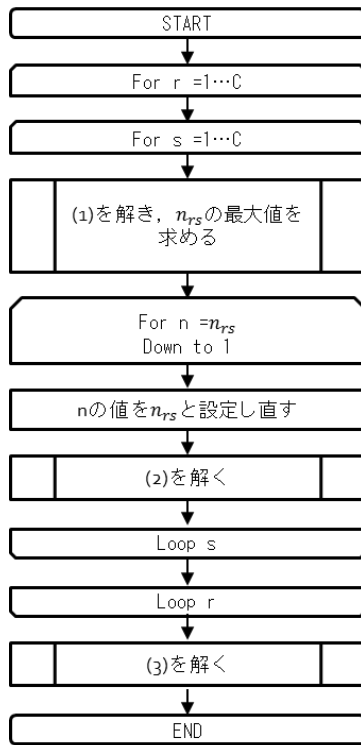 START
For r =1…C
For s =1…C
(1)を解き，n_rsの最大値を
求める
For n =n_rs
Down to 1
nの値をn_rsと設定し直す
(2)を解く
Loop s
Loop r
(3)を解く
END